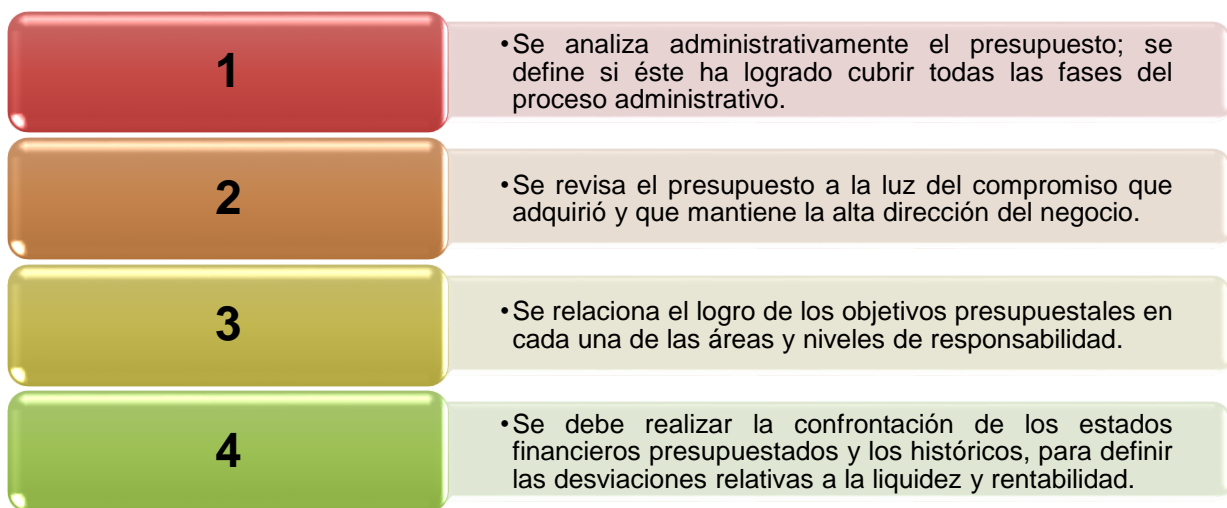 1
•Se analiza administrativamente el presupuesto; se
define si éste ha logrado cubrir todas las fases del
proceso administrativo.
2
•Se revisa el presupuesto a la luz del compromiso que
adquirió y que mantiene la alta dirección del negocio.
3
•Se relaciona el logro de los objetivos presupuestales en
cada una de las áreas y niveles de responsabilidad.
4
•Se debe realizar la confrontación de los estados
financieros presupuestados y los históricos, para definir
las desviaciones relativas a la liquidez y rentabilidad.